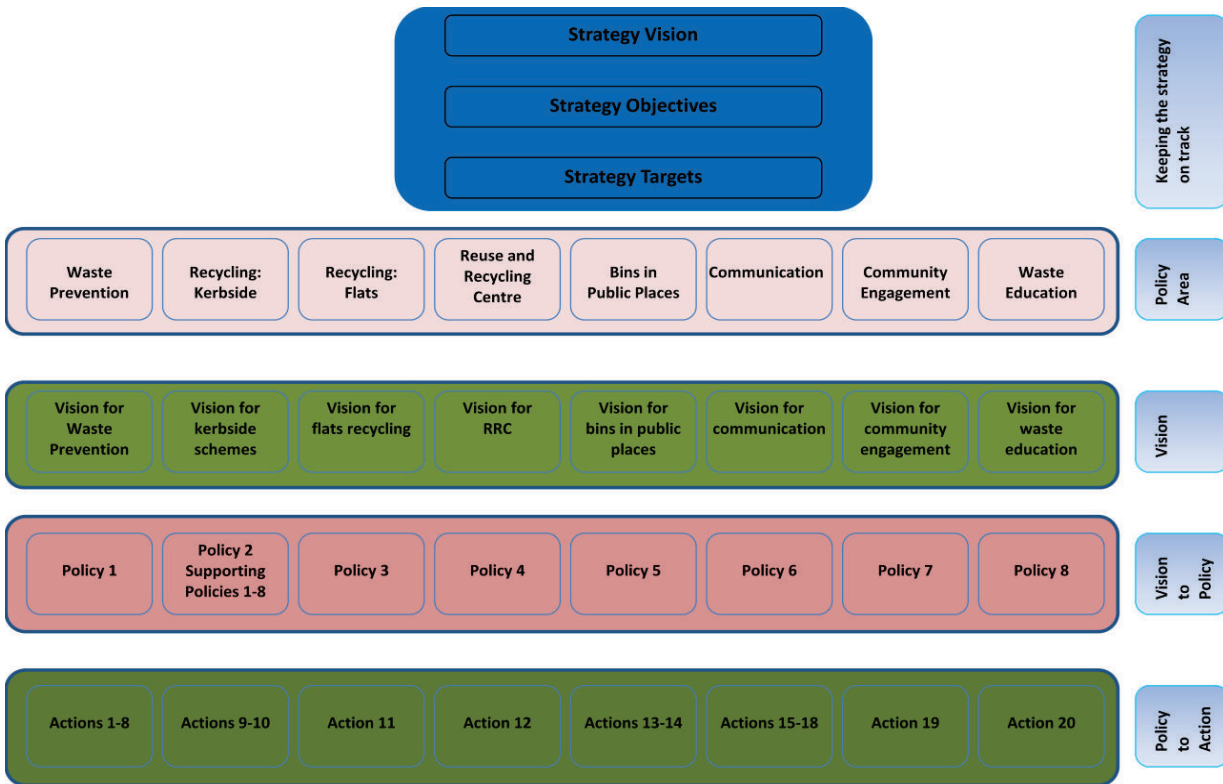 Strategy Vision
Strategy Objectives
Strategy Targets
Keeping the strategy
on track
Waste
Prevention
Recycling:
Kerbside
Recycling:
Flats
Reuse and
Recycling
Centre
Bins in
Public Places
Communication
Community
Engagement
Waste
Education
Policy
Area
Vision for
Waste
Prevention
Vision for
kerbside
schemes
Vision for
flats recycling
Vision for
RRC
Vision for
bins in public
places
Vision for
communication
Vision for
community
engagement
Vision for
waste
education
Vision
Policy 1
Policy 2
Supporting
Policies 1-8
Policy 3
Policy 4
Policy 5
Policy 6
Policy 7
Policy 8
Vision
to
Policy
Actions 1-8
Actions 9-10
Action 11
Action 12
Actions 13-14
Actions 15-18
Action 19
Action 20
Policy
to
Action